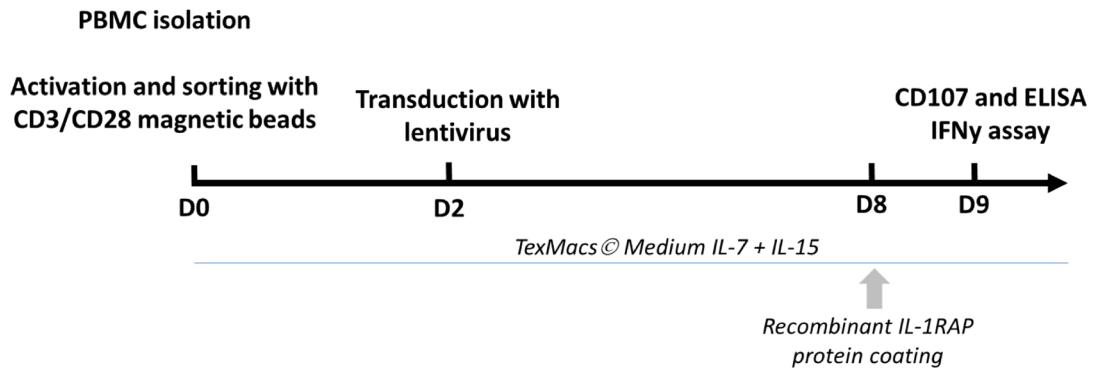 PBMC isolation
Activation and sorting with
CD3/CD28 magnetic beads
Transduction with
lentivirus
CD107 and ELISA
IFNγ assay
D0
D2
D8
D9
TexMacs© Medium IL-7 + IL-15
Recombinant IL-1RAP
protein coating